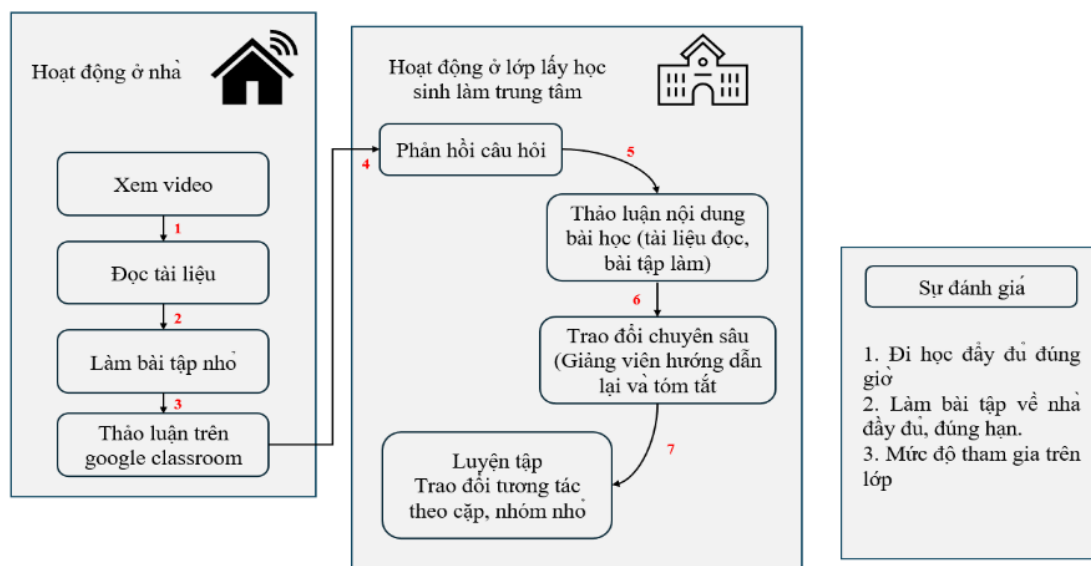 Hoạt động ở nhà
Xem video
1
Đọc tài liệu
2
Làm bài tập nhỏ
3
Thảo luận trên
google classroom
4
Hoạt động ở lớp lấy học
sinh làm trung tâm
Phản hồi câu hỏi
5
Thảo luận nội dung
bài học (tài liệu đọc,
bài tập làm)
6
Trao đổi chuyên sâu
(Giảng viên hướng dẫn
lại và tóm tắt
7
Luyện tập
Trao đổi tương tác
theo cặp, nhóm nhỏ
Sự đánh giá
1. Đi học đầy đủ đúng
giờ
2. Làm bài tập về nhà
đầy đủ, đúng hạn.
3. Mức độ tham gia trên
lớp